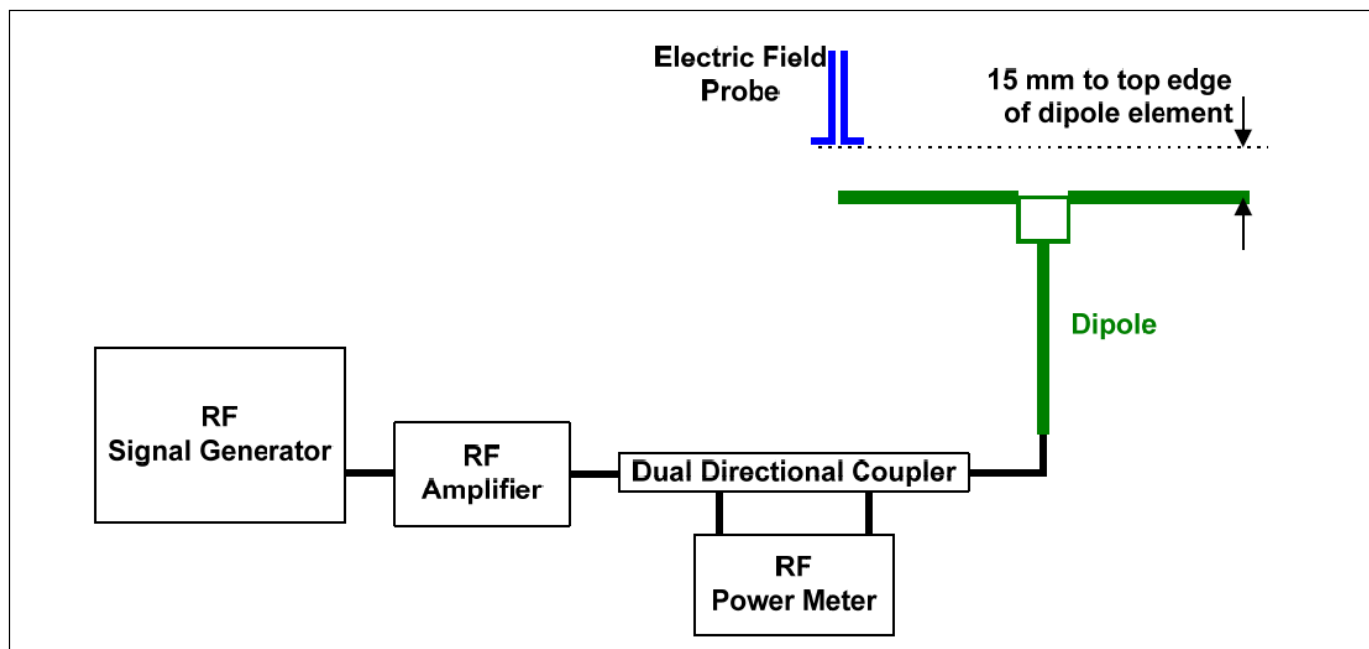 Electric Field
Probe
15 mm to top edge
of dipole element
Dipole
RF
Signal Generator
RF
Amplifier
Dual Directional Coupler
RF
Power Meter